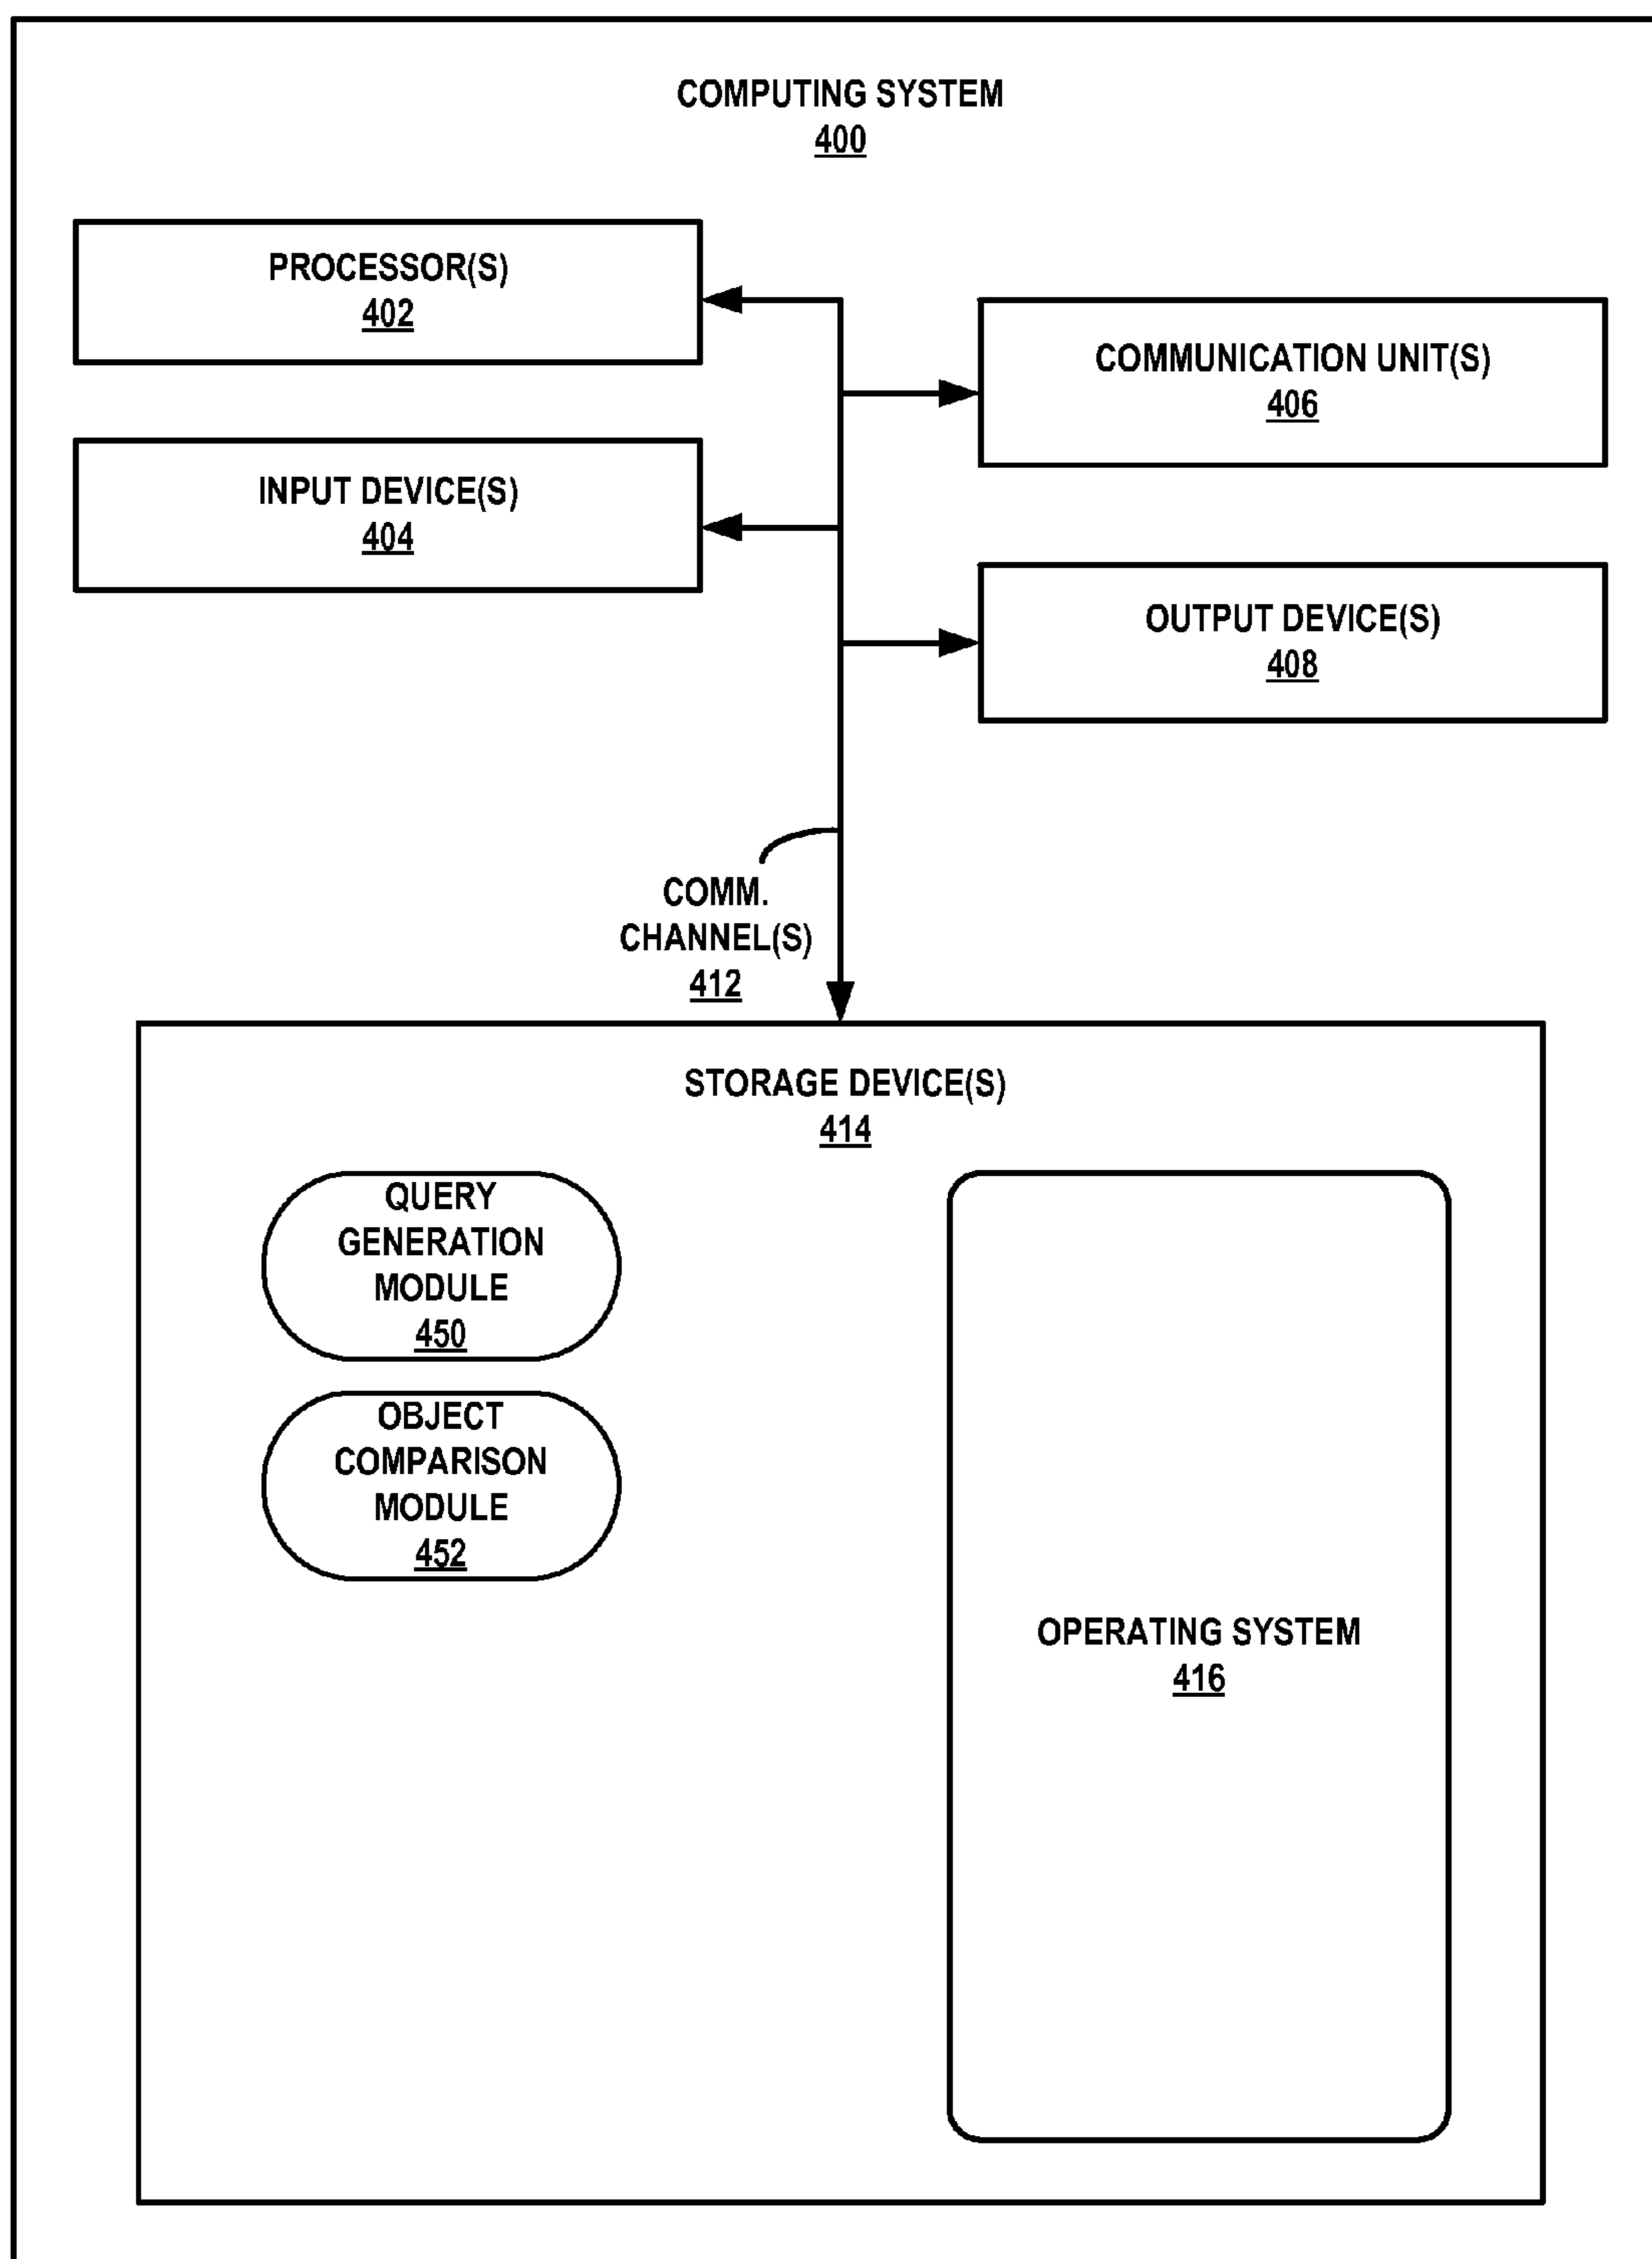 COMPUTING SYSTEM
400
PROCESSOR(S)
402
COMMUNICATION UNIT(S)
406
INPUT DEVICE(S)
404
OUTPUT DEVICE(S)
408
COMM.
CHANNEL(S)
412
STORAGE DEVICE(S)
414
QUERY
GENERATION
MODULE
450
OBJECT
COMPARISON
MODULE
452
OPERATING SYSTEM
416